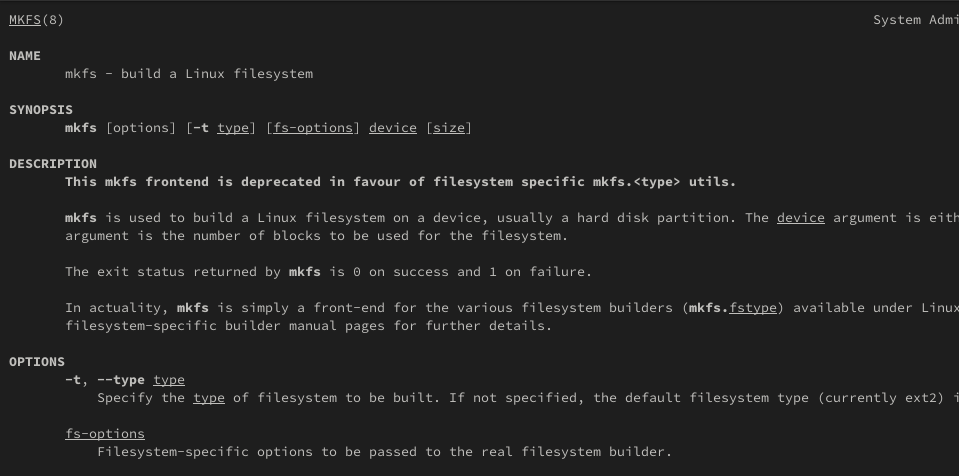 MKFS(8) System Admi
NAME
mkfs - build a Linux filesystem
SYNOPSIS
mkfs [options] [-t type] [fs-options] device [size]
DESCRIPTION
This mkfs frontend is deprecated in favour of filesystem specific mkfs.<type> utils.
mkfs is used to build a Linux filesystem on a device, usually a hard disk partition. The device argument is eith
argument is the number of blocks to be used for the filesystem.
The exit status returned by mkfs is 0 on success and 1 on failure.
In actuality, mkfs is simply a front-end for the various filesystem builders (mkfs.fstype) available under Linux
filesystem-specific builder manual pages for further details.
OPTIONS
-t, --type type
Specify the type of filesystem to be built. If not specified, the default filesystem type (currently ext2) i
fs-options
Filesystem-specific options to be passed to the real filesystem builder.